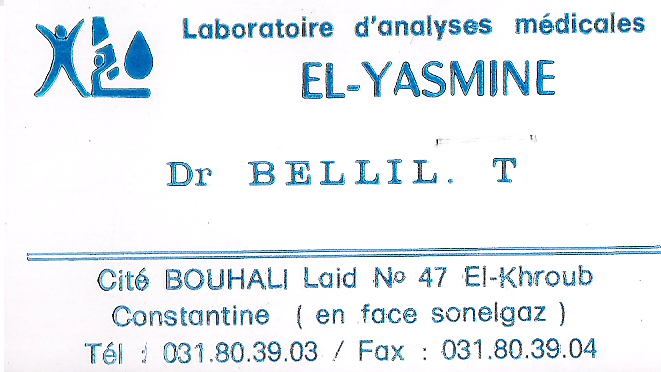 Laboratoire d'analyses médicales
EL-YASMINE
Dr BELLIL. T
Cité BOUHALI Laid No 47 El-Khroub
Constantine ( en face sonelgaz )
Tél : 031.80.39.03 / Fax : 031.80.39.04